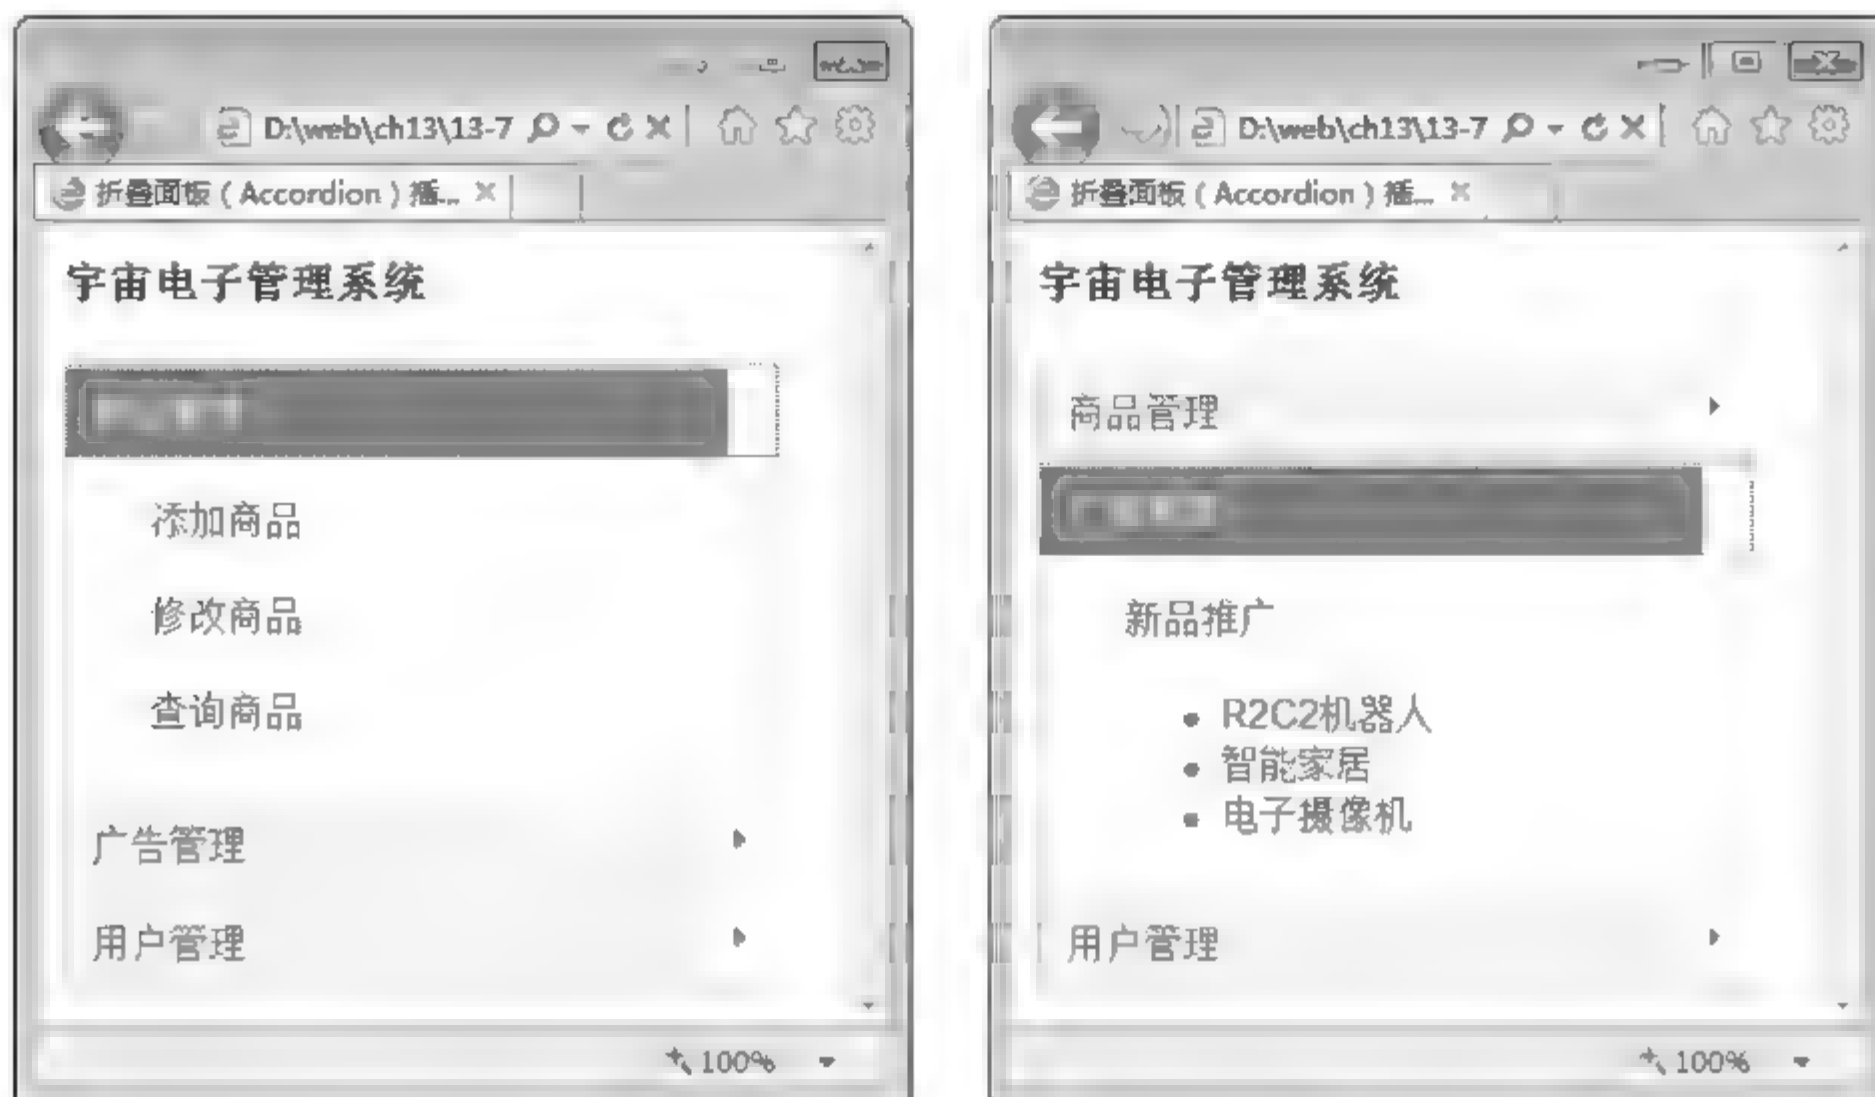 D:\web\ch13\13-7
折叠面板 ( Accordion ) 插...
宇宙电子管理系统
添加商品
修改商品
查询商品
广告管理
用户管理
100%
D:\web\ch13\13-7
折叠面板 ( Accordion ) 插...
宇宙电子管理系统
商品管理
新品推广
• R2C2机器人
• 智能家居
• 电子摄像机
用户管理
100%